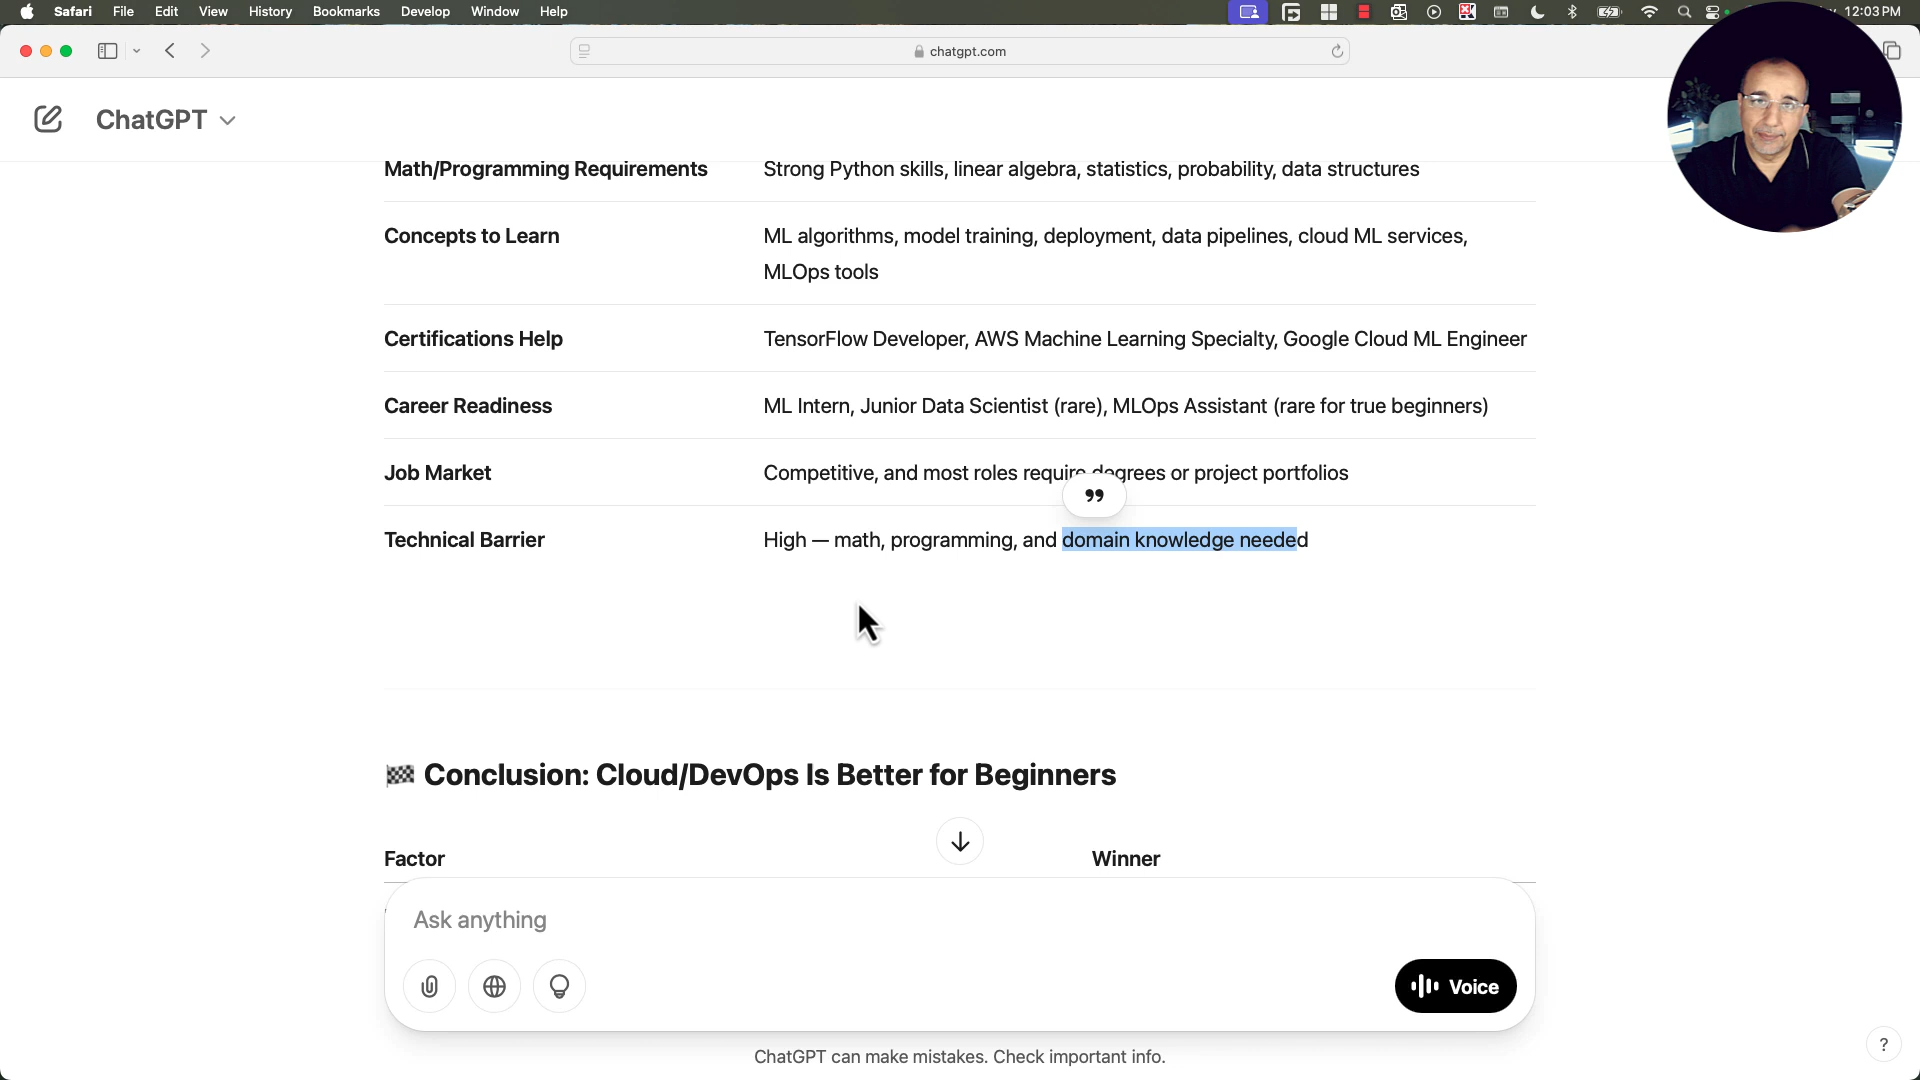 Safari File Edit View History Bookmarks Develop Window Help 12:03 PM
chatgpt.com
ChatGPT
Math/Programming Requirements Strong Python skills, linear algebra, statistics, probability, data structures
Concepts to Learn ML algorithms, model training, deployment, data pipelines, cloud ML services,
MLOps tools
Certifications Help TensorFlow Developer, AWS Machine Learning Specialty, Google Cloud ML Engineer
Career Readiness ML Intern, Junior Data Scientist (rare), MLOps Assistant (rare for true beginners)
Job Market Competitive, and most roles require degrees or project portfolios
Technical Barrier High — math, programming, and domain knowledge needed
🏁 Conclusion: Cloud/DevOps Is Better for Beginners
Factor Winner
Ask anything
Voice
ChatGPT can make mistakes. Check important info.
?